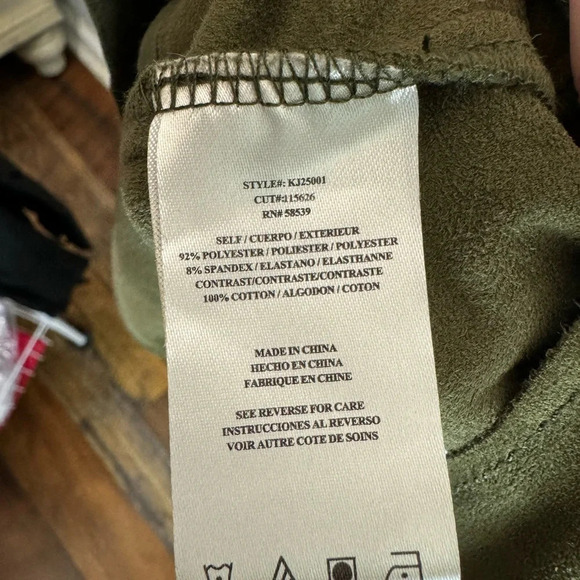 STYLE#: KJ25001
CUT#:115626
RN# 58539
SELF / CUERPO / EXTERIEUR
92% POLYESTER / POLIESTER / POLYESTER
8% SPANDEX / ELASTANO / ELASTHANNE
CONTRAST/CONTRASTE/CONTRASTE
100% COTTON / ALGODON / COTON
MADE IN CHINA
HECHO EN CHINA
FABRIQUE EN CHINE
SEE REVERSE FOR CARE
INSTRUCCIONES AL REVERSO
VOIR AUTRE COTE DE SOINS